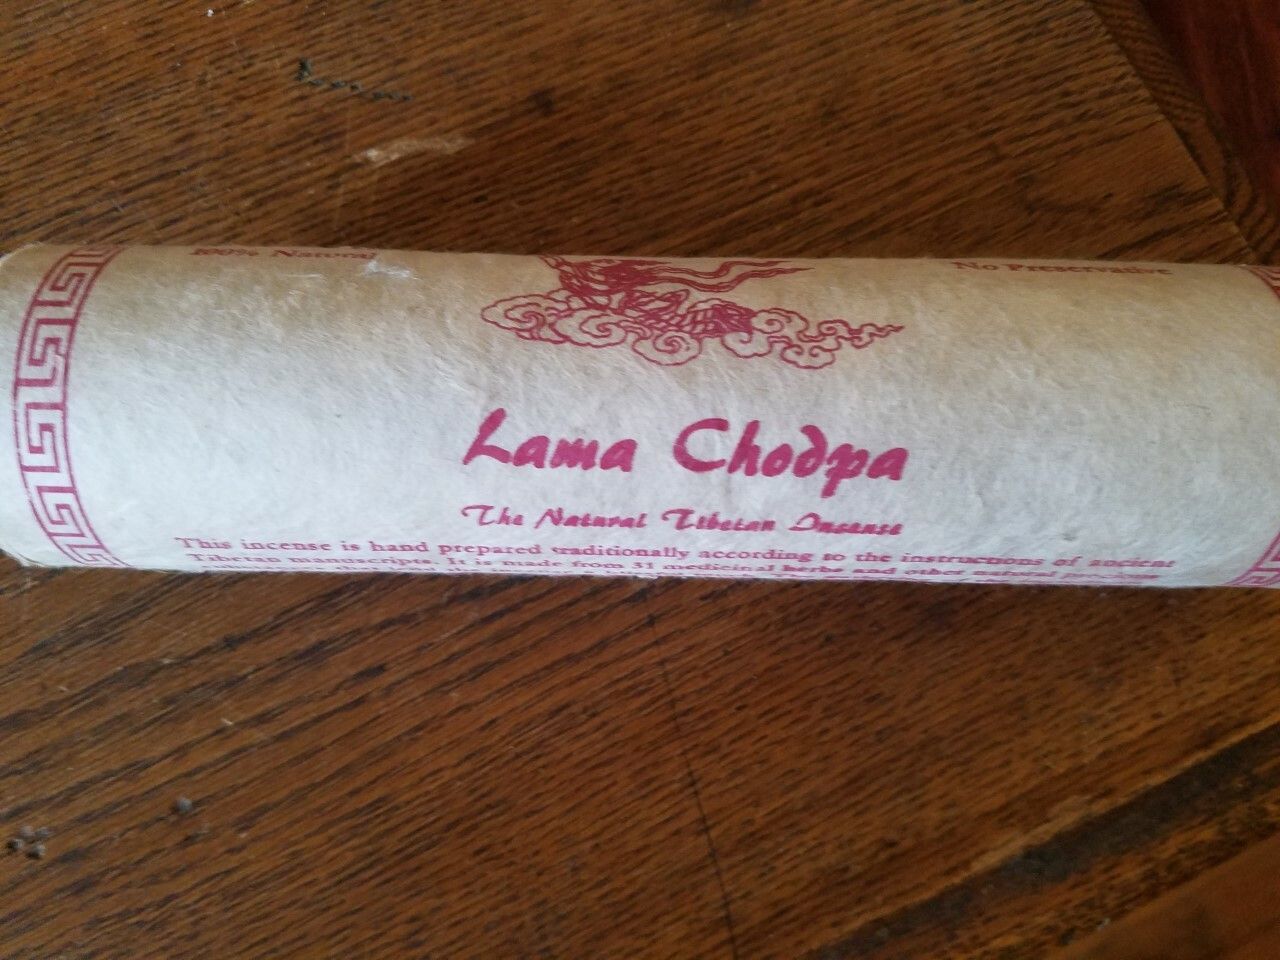 100% Natural
No Preservative
Lama Chodpa
The Natural Tibetan Incense
This incense is hand prepared traditionally according to the instructions of ancient
Tibetan manuscripts. It is made from 31 medicinal herbs and other natural precious